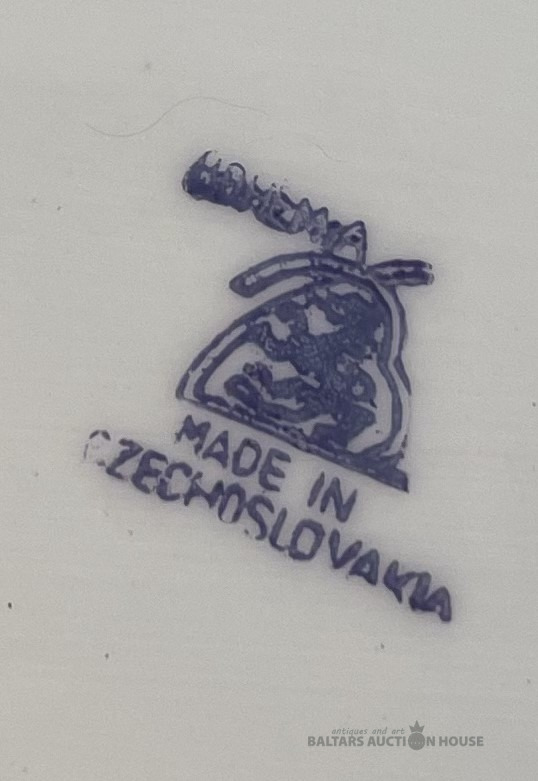 MADE IN
CZECHOSLOVAKIA
antiques and art
BALTARS AUCTION HOUSE